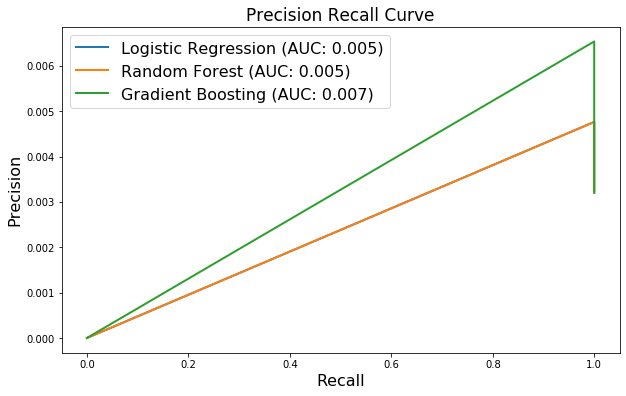 Precision Recall Curve
Logistic Regression (AUC: 0.005)
Random Forest (AUC: 0.005)
Gradient Boosting (AUC: 0.007)
Precision
0.006
0.005
0.004
0.003
0.002
0.001
0.000
0.0 0.2 0.4 0.6 0.8 1.0
Recall